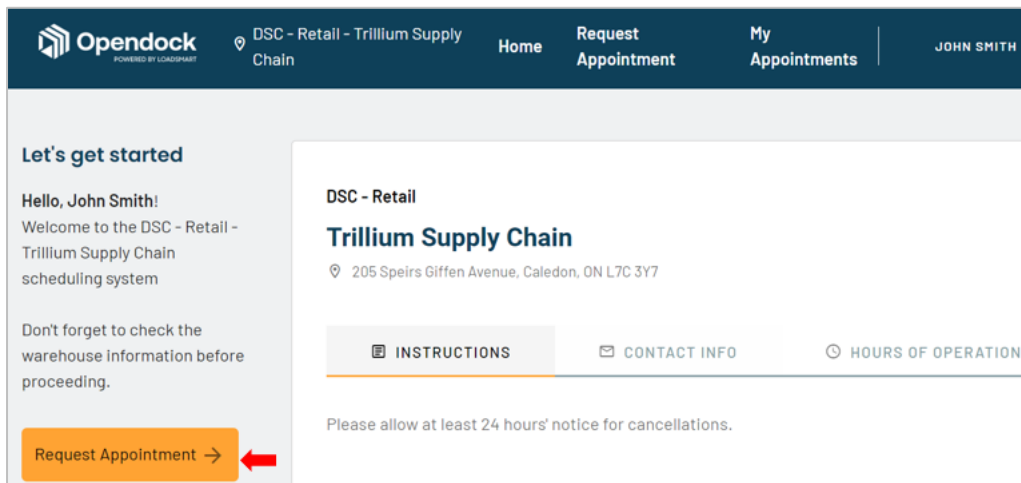 Opendock
POWERED BY LOADSMART
DSC - Retail - Trillium Supply
Chain
Home
Request
Appointment
My
Appointments
JOHN SMITH
Let's get started
Hello, John Smith!
Welcome to the DSC - Retail -
Trillium Supply Chain
scheduling system
Don't forget to check the
warehouse information before
proceeding.
Request Appointment →
DSC - Retail
Trillium Supply Chain
205 Speirs Giffen Avenue, Caledon, ON L7C 3Y7
INSTRUCTIONS
CONTACT INFO
HOURS OF OPERATION
Please allow at least 24 hours' notice for cancellations.